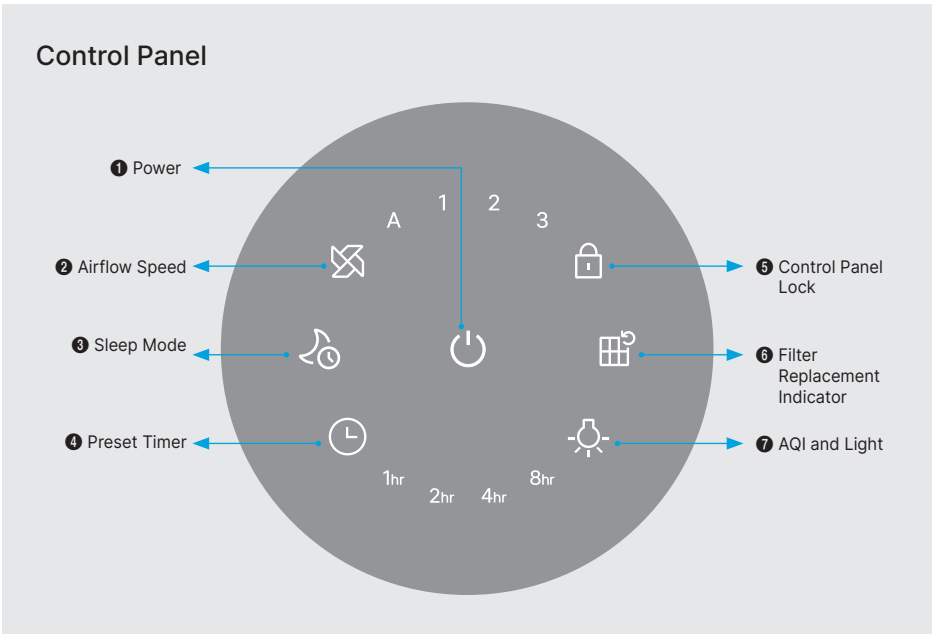 Control Panel
❶ Power
A 1 2 3
❷ Airflow Speed
❺ Control Panel
Lock
❸ Sleep Mode
❻ Filter
Replacement
Indicator
❹ Preset Timer
❼ AQI and Light
1hr 2hr 4hr 8hr